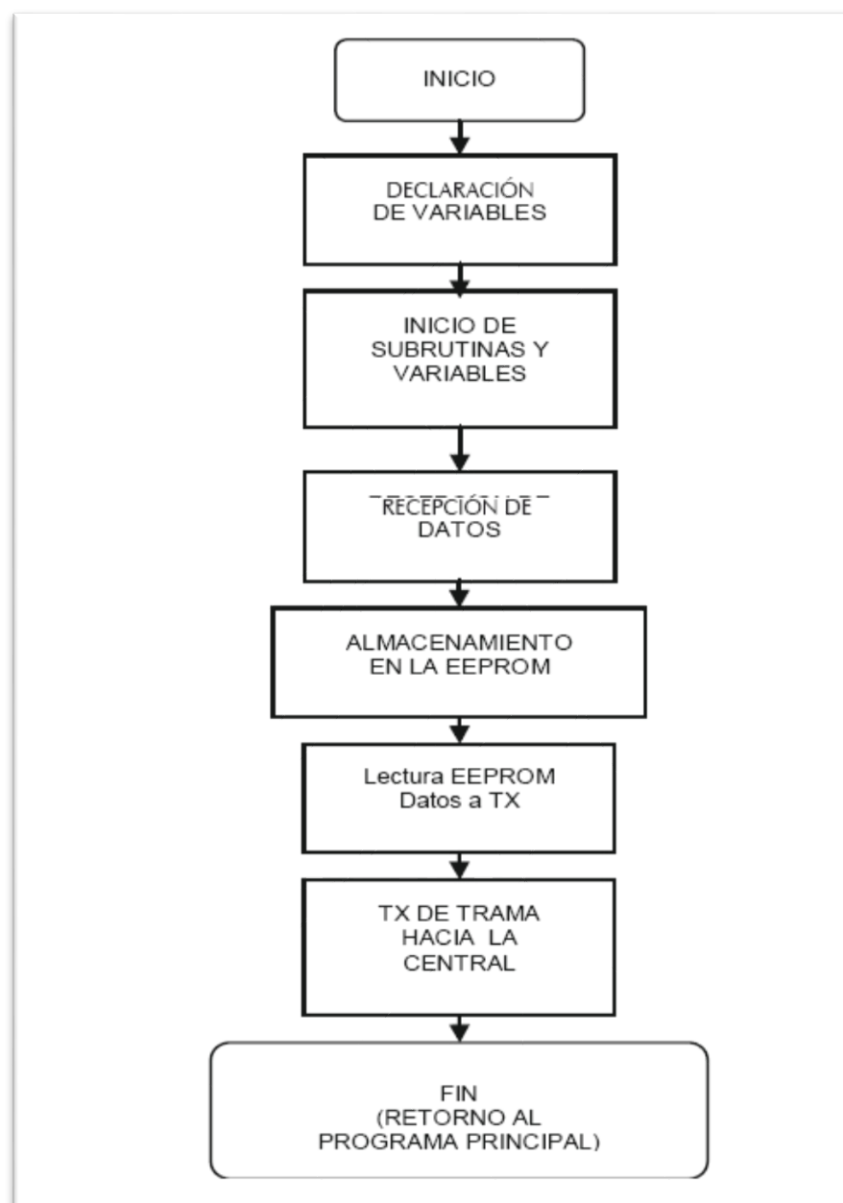 INICIO
DECLARACIÓN
DE VARIABLES
INICIO DE
SUBRUTINAS Y
VARIABLES
RECEPCIÓN DE
DATOS
ALMACENAMIENTO
EN LA EEPROM
Lectura EEPROM
Datos a TX
TX DE TRAMA
HACIA LA
CENTRAL
FIN
(RETORNO AL
PROGRAMA PRINCIPAL)